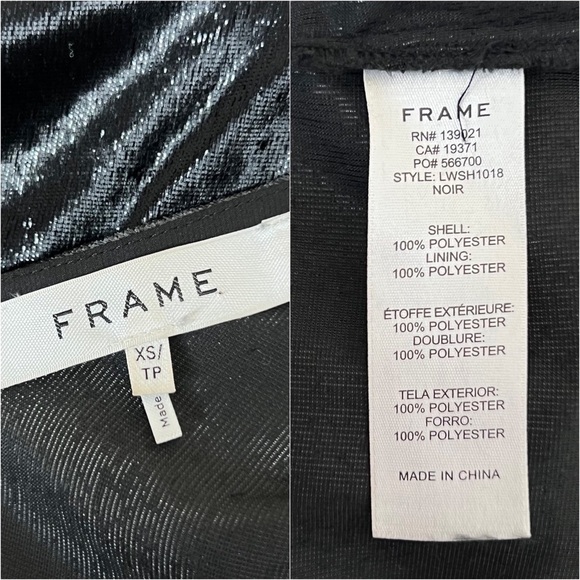 FRAME
XS/
TP
Made
FRAME
RN# 139021
CA# 19371
PO# 566700
STYLE: LWSH1018
NOIR
SHELL:
100% POLYESTER
LINING:
100% POLYESTER
ÉTOFFE EXTÉRIEURE:
100% POLYESTER
DOUBLURE:
100% POLYESTER
TELA EXTERIOR:
100% POLYESTER
FORRO:
100% POLYESTER
MADE IN CHINA